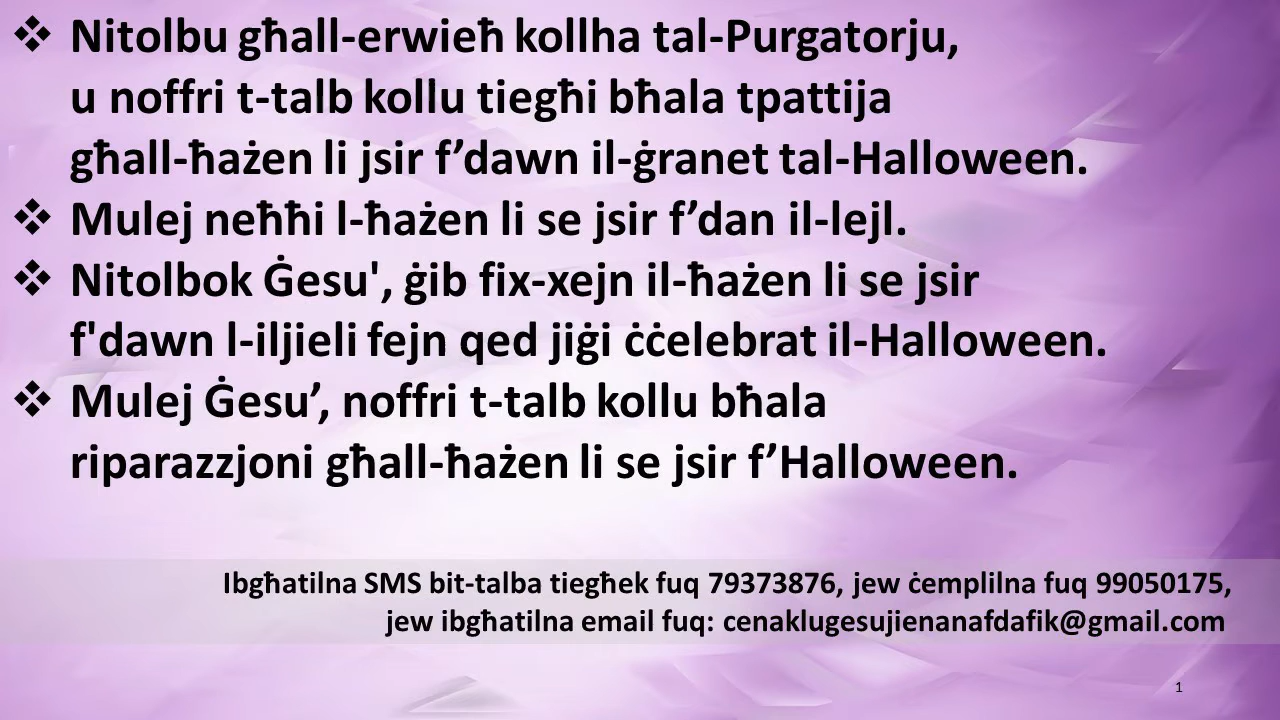 ❖ Nitolbu għall-erwieħ kollha tal-Purgatorju,
u noffri t-talb kollu tiegħi bħala tpattija
għall-ħażen li jsir f’dawn il-ġranet tal-Halloween.
❖ Mulej neħħi l-ħażen li se jsir f’dan il-lejl.
❖ Nitolbok Ġesu', ġib fix-xejn il-ħażen li se jsir
f'dawn l-iljieli fejn qed jiġi ċċelebrat il-Halloween.
❖ Mulej Ġesu’, noffri t-talb kollu bħala
riparazzjoni għall-ħażen li se jsir f’Halloween.
Ibgħatilna SMS bit-talba tiegħek fuq 79373876, jew ċemplilna fuq 99050175,
jew ibgħatilna email fuq: cenaklugesujienanafdafik@gmail.com
1